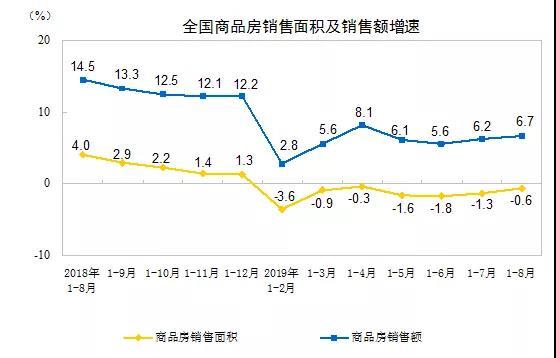 全国商品房销售面积及销售额增速
(%)
20
10
0
-10
14.5 13.3 12.5 12.1 12.2 2.8 5.6 8.1 6.1 5.6 6.2 6.7
4.0 2.9 2.2 1.4 1.3 -3.6 -0.9 -0.3 -1.6 -1.8 -1.3 -0.6
2018年 1-9月 1-10月 1-11月 1-12月 2019年 1-3月 1-4月 1-5月 1-6月 1-7月 1-8月
1-8月 1-2月
商品房销售面积 商品房销售额